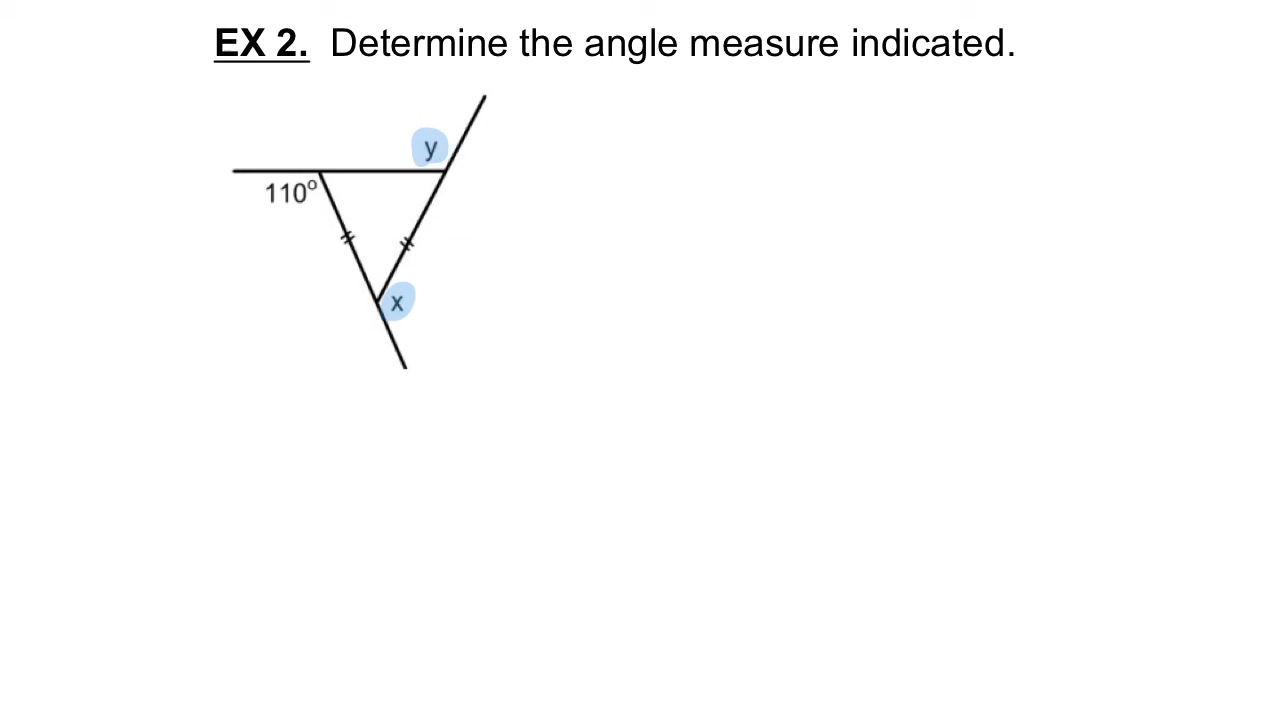 EX 2. Determine the angle measure indicated.
y
110°
x